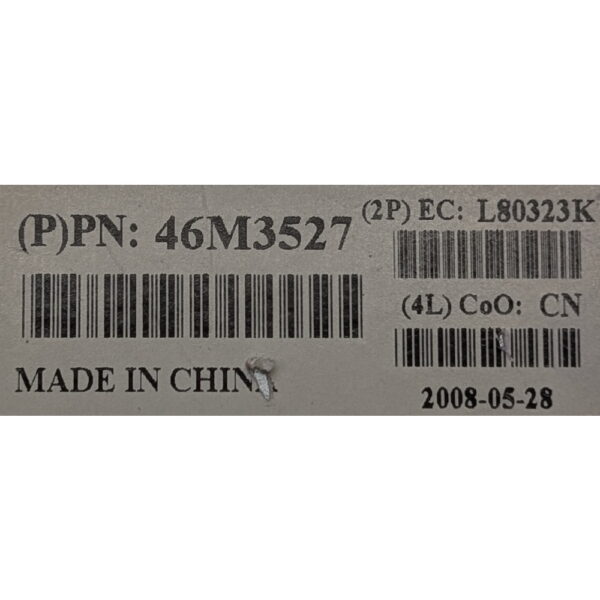 (P)PN: 46M3527
MADE IN CHINA
(2P) EC: L80323K
(4L) CoO: CN
2008-05-28